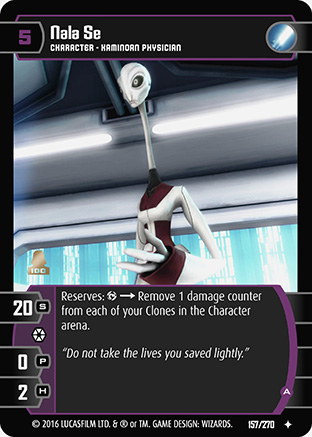 5 Nala Se
CHARACTER - KAMINOAN PHYSICIAN
IDC
20 S
Reserves: → Remove 1 damage counter
from each of your Clones in the Character
arena.
0 P
"Do not take the lives you saved lightly."
2 H
A
© 2016 LUCASFILM LTD. & ® or TM. GAME DESIGN: WIZARDS. 157/270